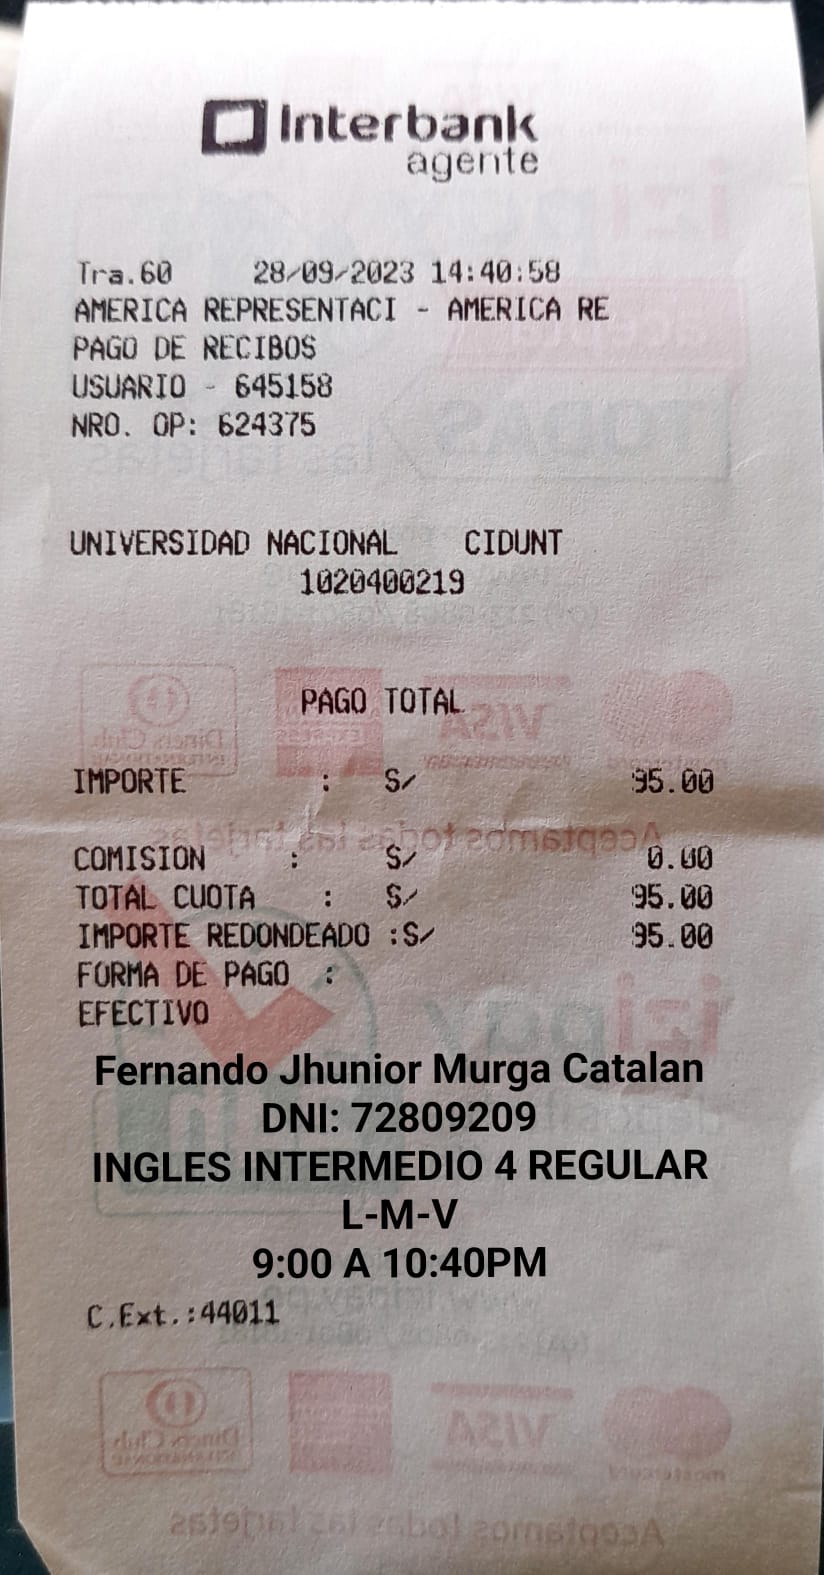 Interbank
agente
Tra.60 28/09/2023 14:40:58
AMERICA REPRESENTACI - AMERICA RE
PAGO DE RECIBOS
USUARIO - 645158
NRO. OP: 624375
UNIVERSIDAD NACIONAL CIDUNT
1020400219
PAGO TOTAL
IMPORTE : S/ 95.00
COMISION : S/ 0.00
TOTAL CUOTA : S/ 95.00
IMPORTE REDONDEADO :S/ 95.00
FORMA DE PAGO :
EFECTIVO
Fernando Jhunior Murga Catalan
DNI: 72809209
INGLES INTERMEDIO 4 REGULAR
L-M-V
9:00 A 10:40PM
C.Ext.:44011